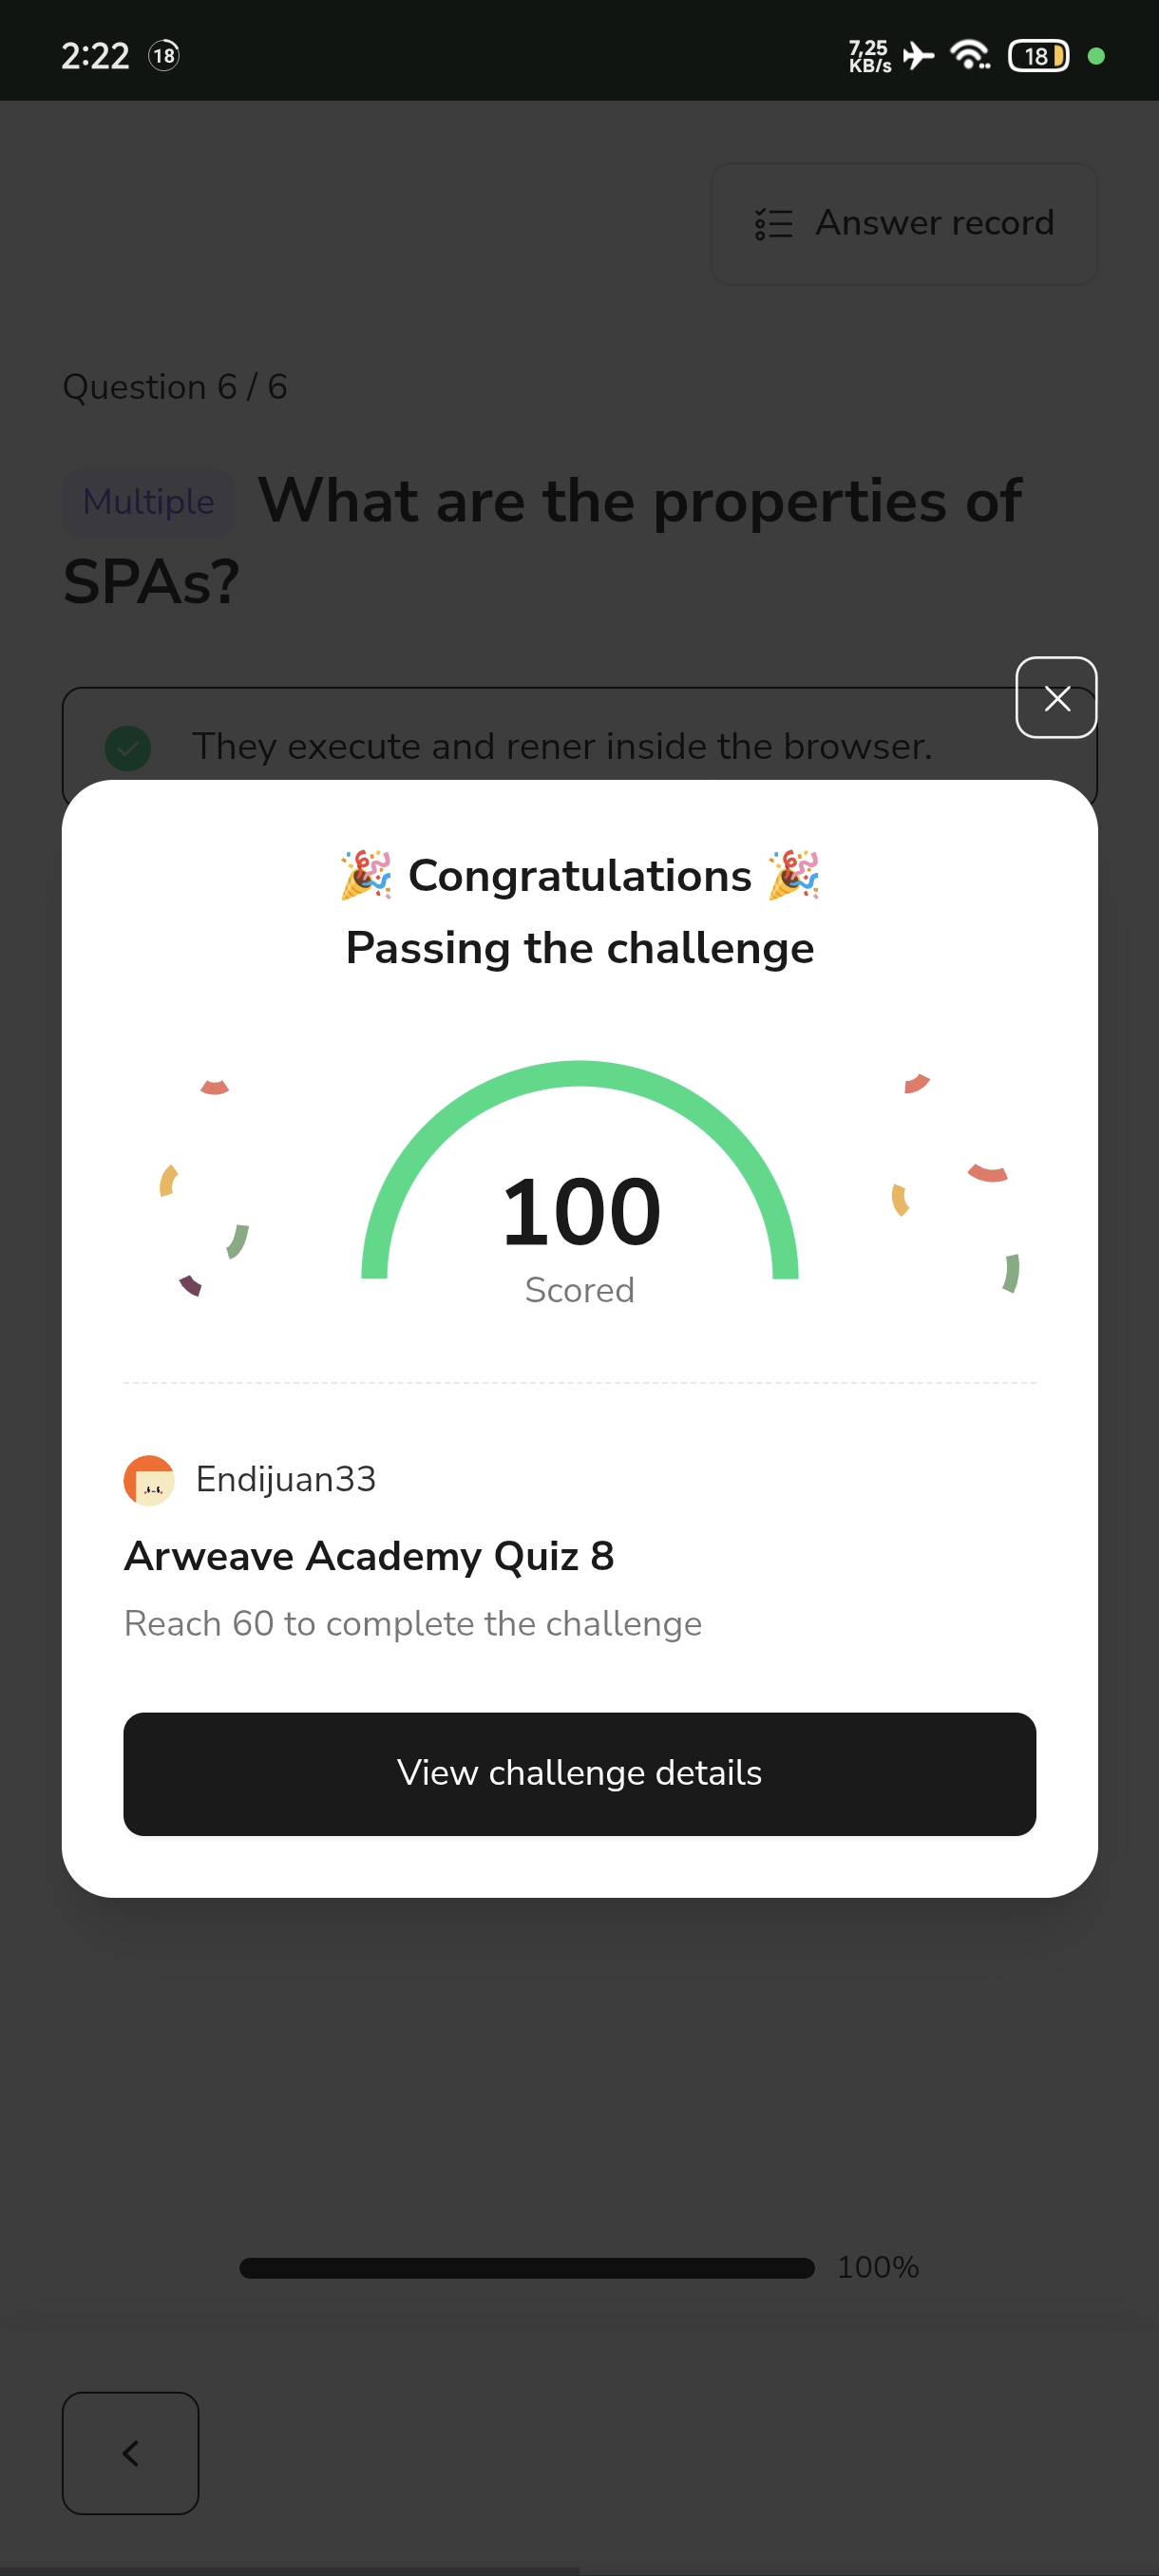 2:22
18
7,25
KB/s
18
Answer record
Question 6 / 6
Multiple What are the properties of
SPAs?
They execute and rener inside the browser.
🎉 Congratulations 🎉
Passing the challenge
100
Scored
Endijuan33
Arweave Academy Quiz 8
Reach 60 to complete the challenge
View challenge details
100%